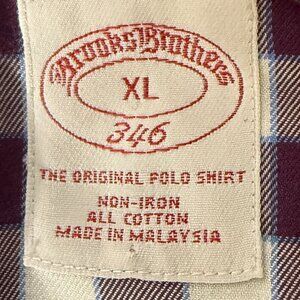 Brooks Brothers
XL
346
THE ORIGINAL POLO SHIRT
NON-IRON
ALL COTTON
MADE IN MALAYSIA